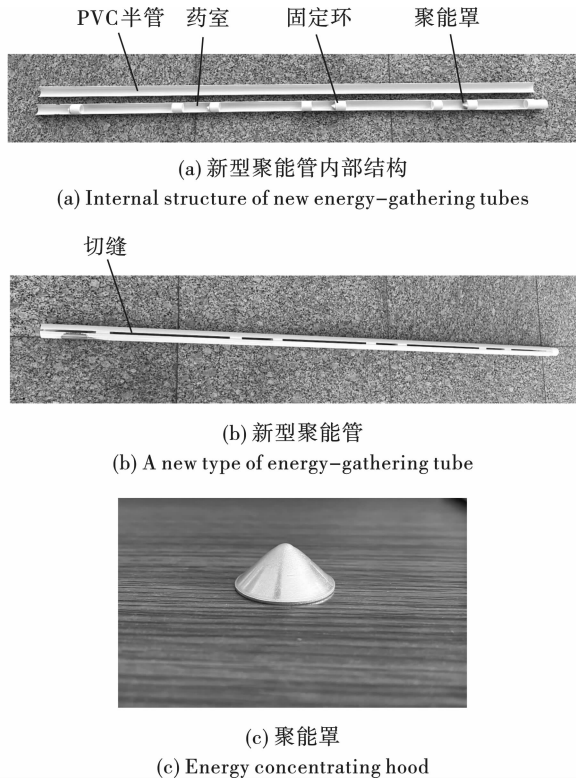 PVC半管 药室 固定环 聚能罩
(a) 新型聚能管内部结构
(a) Internal structure of new energy-gathering tubes
切缝
(b) 新型聚能管
(b) A new type of energy-gathering tube
(c) 聚能罩
(c) Energy concentrating hood